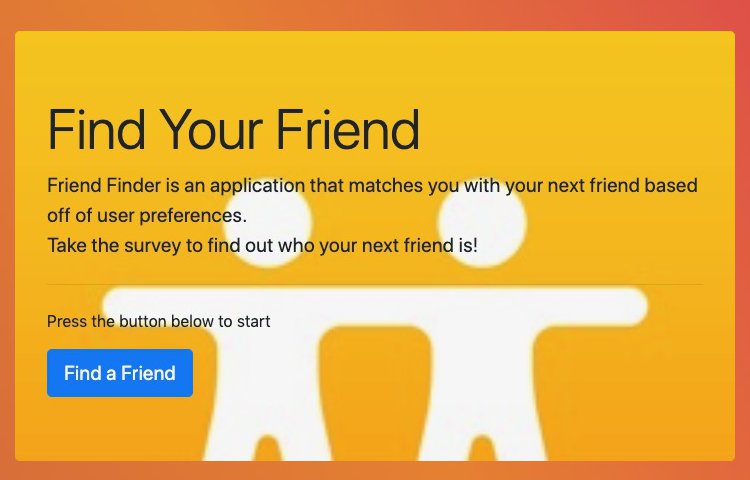 Find Your Friend
Friend Finder is an application that matches you with your next friend based
off of user preferences.
Take the survey to find out who your next friend is!
Press the button below to start
Find a Friend